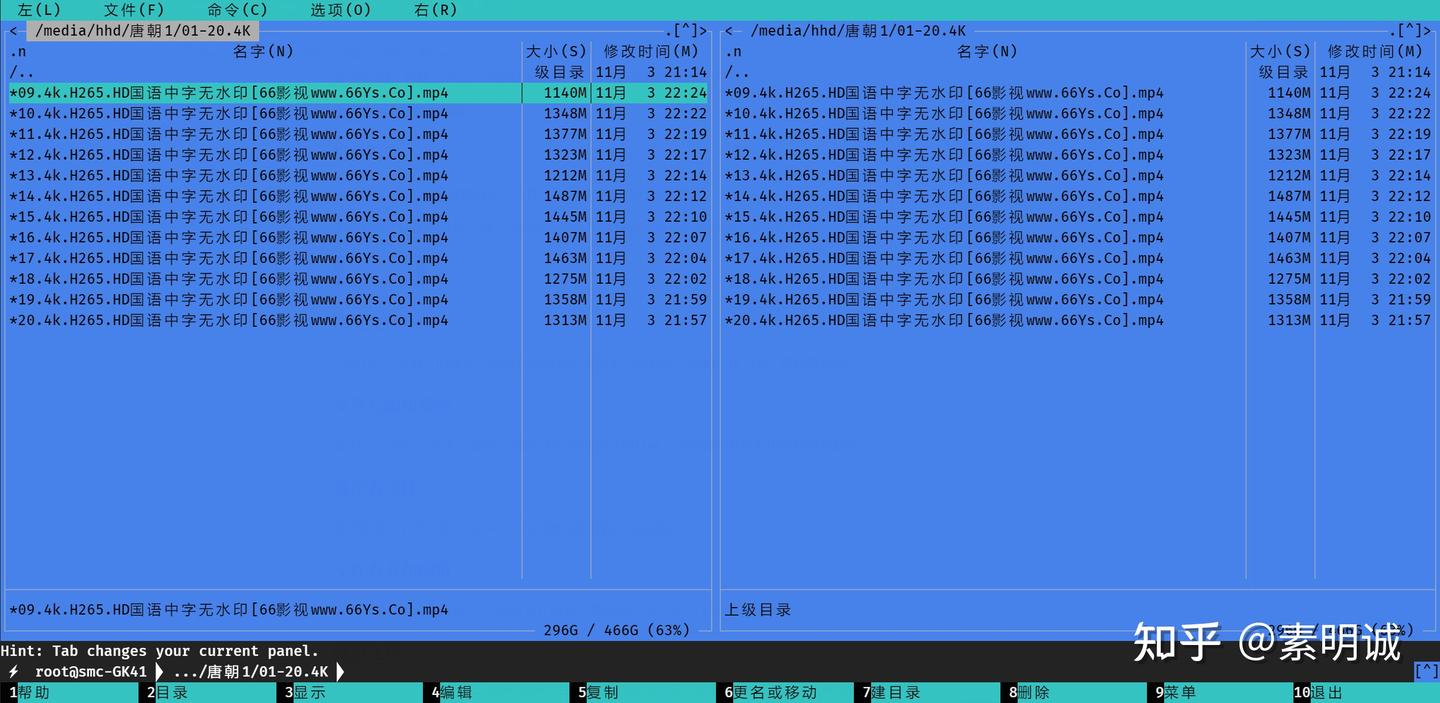 左(L) 文件(F) 命令(C) 选项(O) 右(R)
< /media/hhd/唐朝1/01-20.4K .[^]> < /media/hhd/唐朝1/01-20.4K .[^]>
.n 名字(N) 大小(S) 修改时间(M) .n 名字(N) 大小(S) 修改时间(M)
/.. 级目录 11月 3 21:14 /.. 级目录 11月 3 21:14
*09.4k.H265.HD国语中字无水印[66影视www.66Ys.Co].mp4 1140M 11月 3 22:24 *09.4k.H265.HD国语中字无水印[66影视www.66Ys.Co].mp4 1140M 11月 3 22:24
*10.4k.H265.HD国语中字无水印[66影视www.66Ys.Co].mp4 1348M 11月 3 22:22 *10.4k.H265.HD国语中字无水印[66影视www.66Ys.Co].mp4 1348M 11月 3 22:22
*11.4k.H265.HD国语中字无水印[66影视www.66Ys.Co].mp4 1377M 11月 3 22:19 *11.4k.H265.HD国语中字无水印[66影视www.66Ys.Co].mp4 1377M 11月 3 22:19
*12.4k.H265.HD国语中字无水印[66影视www.66Ys.Co].mp4 1323M 11月 3 22:17 *12.4k.H265.HD国语中字无水印[66影视www.66Ys.Co].mp4 1323M 11月 3 22:17
*13.4k.H265.HD国语中字无水印[66影视www.66Ys.Co].mp4 1212M 11月 3 22:14 *13.4k.H265.HD国语中字无水印[66影视www.66Ys.Co].mp4 1212M 11月 3 22:14
*14.4k.H265.HD国语中字无水印[66影视www.66Ys.Co].mp4 1487M 11月 3 22:12 *14.4k.H265.HD国语中字无水印[66影视www.66Ys.Co].mp4 1487M 11月 3 22:12
*15.4k.H265.HD国语中字无水印[66影视www.66Ys.Co].mp4 1445M 11月 3 22:10 *15.4k.H265.HD国语中字无水印[66影视www.66Ys.Co].mp4 1445M 11月 3 22:10
*16.4k.H265.HD国语中字无水印[66影视www.66Ys.Co].mp4 1407M 11月 3 22:07 *16.4k.H265.HD国语中字无水印[66影视www.66Ys.Co].mp4 1407M 11月 3 22:07
*17.4k.H265.HD国语中字无水印[66影视www.66Ys.Co].mp4 1463M 11月 3 22:04 *17.4k.H265.HD国语中字无水印[66影视www.66Ys.Co].mp4 1463M 11月 3 22:04
*18.4k.H265.HD国语中字无水印[66影视www.66Ys.Co].mp4 1275M 11月 3 22:02 *18.4k.H265.HD国语中字无水印[66影视www.66Ys.Co].mp4 1275M 11月 3 22:02
*19.4k.H265.HD国语中字无水印[66影视www.66Ys.Co].mp4 1358M 11月 3 21:59 *19.4k.H265.HD国语中字无水印[66影视www.66Ys.Co].mp4 1358M 11月 3 21:59
*20.4k.H265.HD国语中字无水印[66影视www.66Ys.Co].mp4 1313M 11月 3 21:57 *20.4k.H265.HD国语中字无水印[66影视www.66Ys.Co].mp4 1313M 11月 3 21:57
*09.4k.H265.HD国语中字无水印[66影视www.66Ys.Co].mp4 上级目录
296G / 466G (63%)
知乎 @素明诚
Hint: Tab changes your current panel.
⚡ root@smc-GK41 .../唐朝1/01-20.4K [^]
1帮助 2目录 3显示 4编辑 5复制 6更名或移动 7建目录 8删除 9菜单 10退出